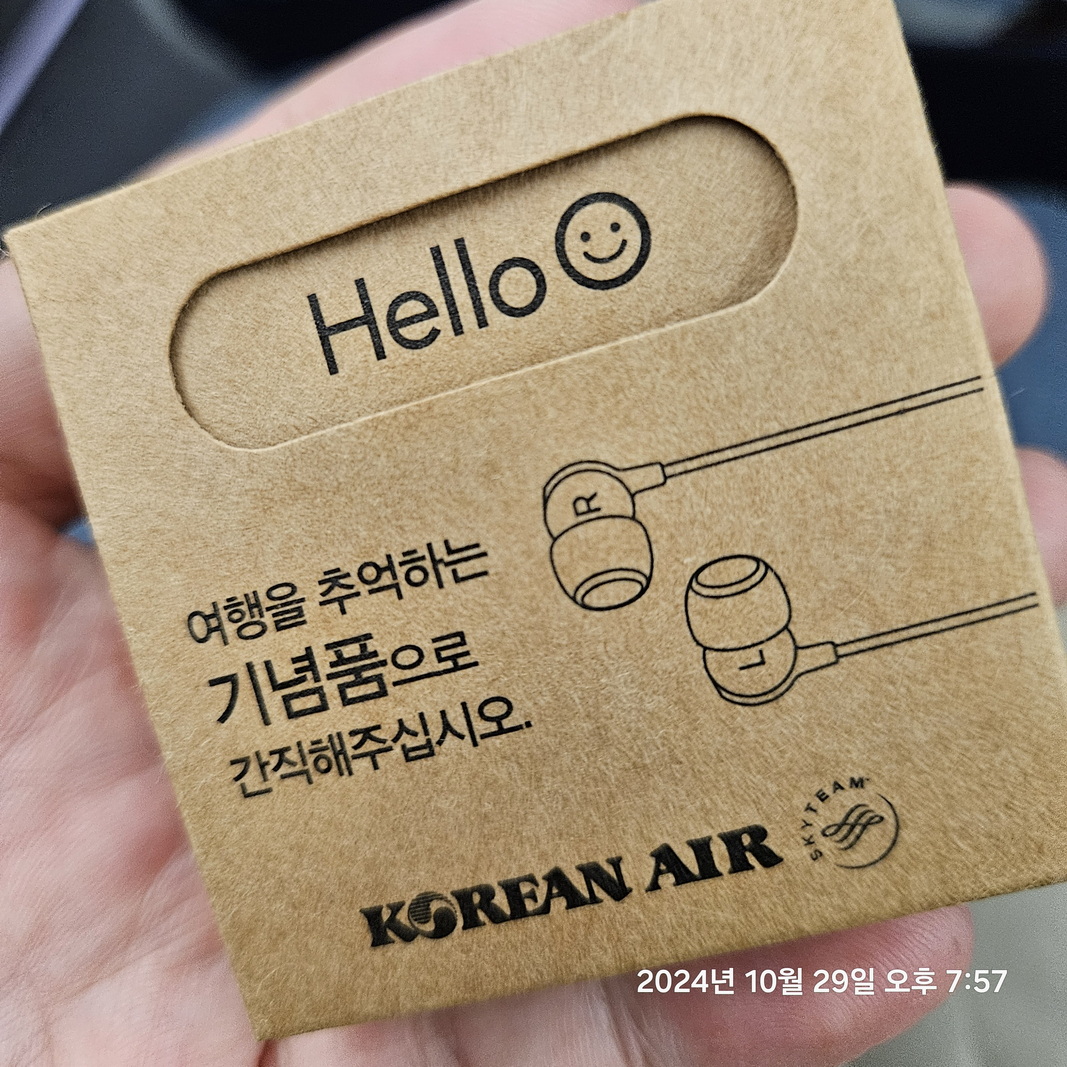 Hello
R
L
여행을 추억하는
기념품으로
간직해주십시오.
KOREAN AIR
SKYTEAM
2024년 10월 29일 오후 7:57